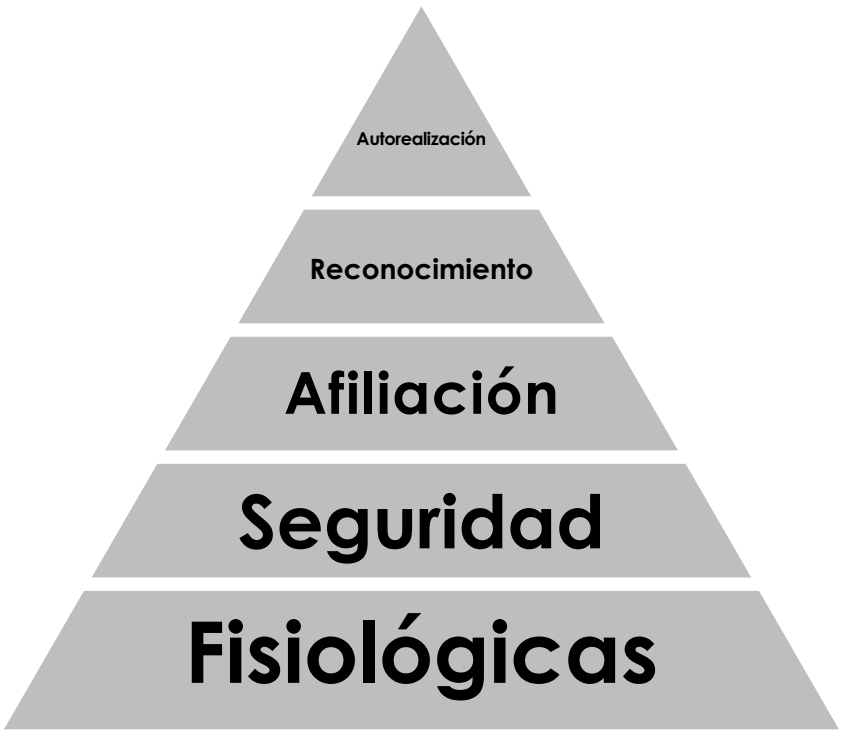 Autorealización
Reconocimiento
Afiliación
Seguridad
Fisiológicas